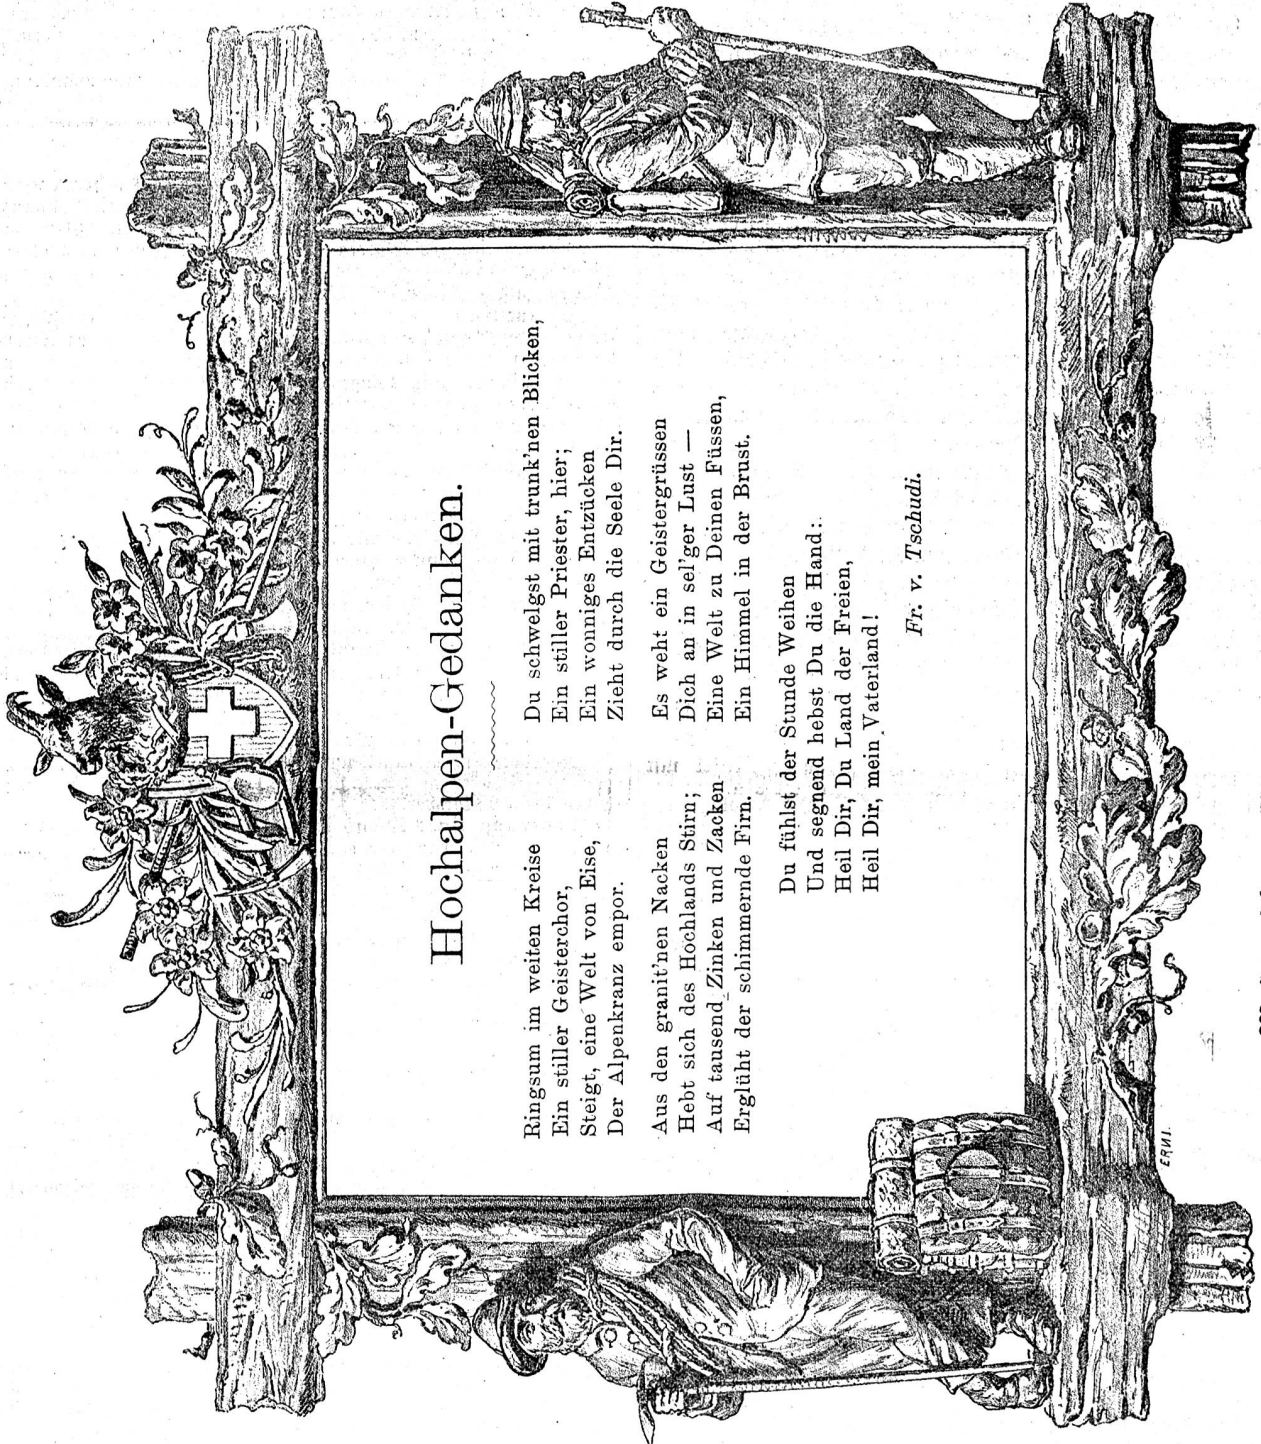 Hochalpen-Gedanken.
Ringsum im weiten Kreise
Ein stiller Geisterchor,
Steigt, eine Welt von Eise,
Der Alpenkranz empor.
Aus den granit'nen Nacken
Hebt sich des Hochlands Stirn;
Auf tausend Zinken und Zacken
Erglüht der schimmernde Firn.
Du schwelgst mit trunk'nen Blicken,
Ein stiller Priester, hier;
Ein wonniges Entzücken
Zieht durch die Seele Dir.
Es weht ein Geistergrüssen
Dich an in sel'ger Lust —
Eine Welt zu Deinen Füssen,
Ein Himmel in der Brust.
Du fühlst der Stunde Weihen
Und segnend hebst Du die Hand:
Heil Dir, Du Land der Freien,
Heil Dir, mein Vaterland!
Fr. v. Tschudi.
ERNI.